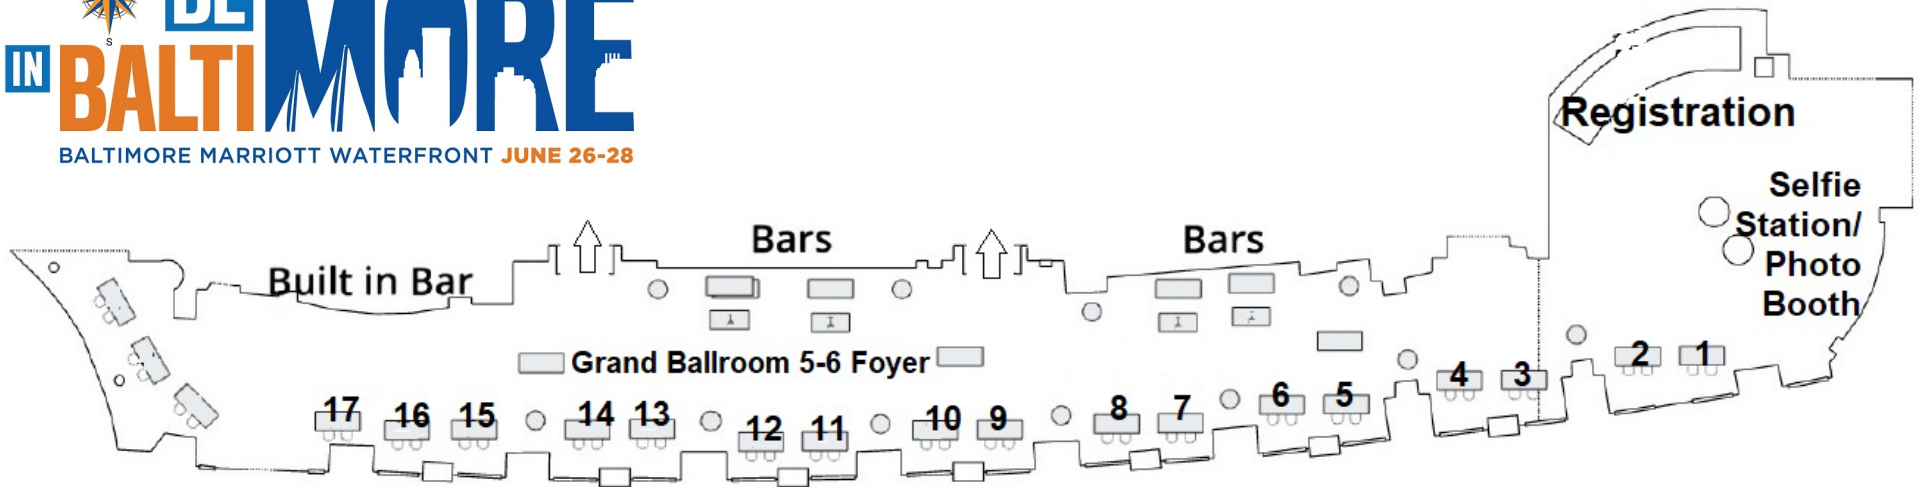 S
BE
IN
BALTIMORE
BALTIMORE MARRIOTT WATERFRONT JUNE 26-28
Registration
Selfie
Station/
Photo
Booth
Bars
Bars
Built in Bar
Grand Ballroom 5-6 Foyer
17 16 15 14 13 12 11 10 9 8 7 6 5 4 3 2 1